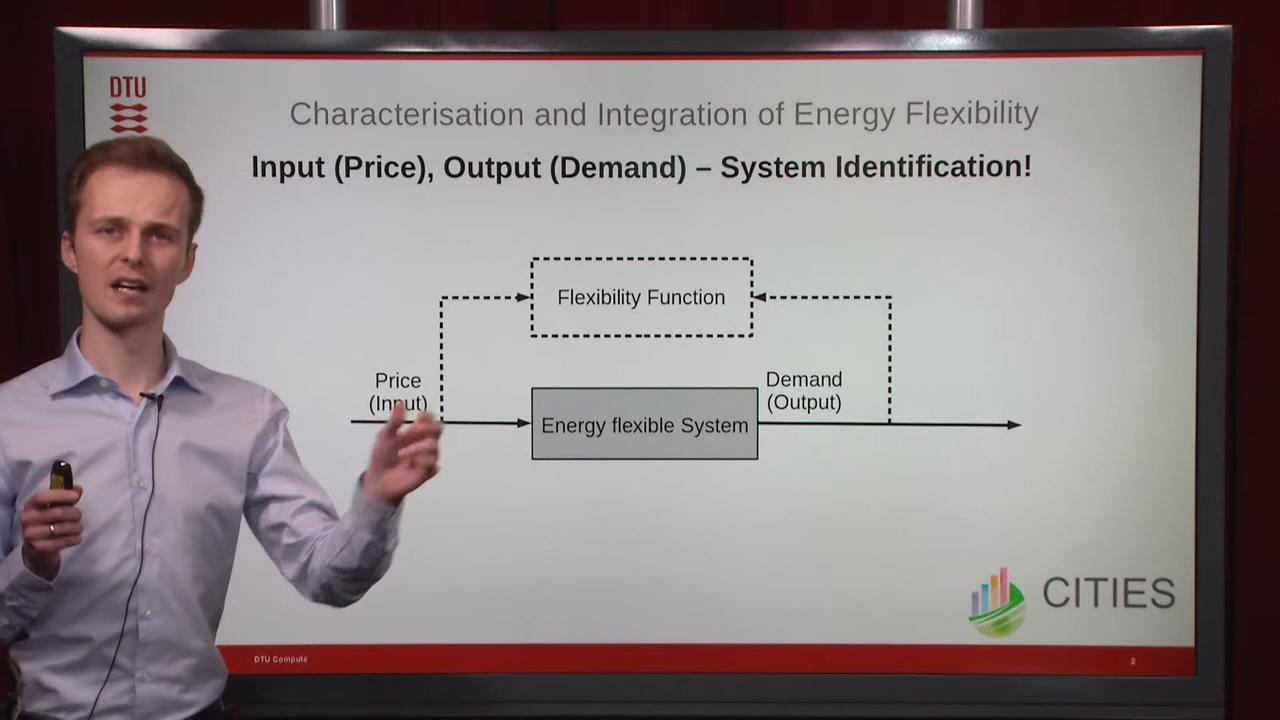 DTU
Characterisation and Integration of Energy Flexibility
Input (Price), Output (Demand) – System Identification!
Flexibility Function
Price
(Input)
Energy flexible System
Demand
(Output)
CITIES
DTU Compute
2